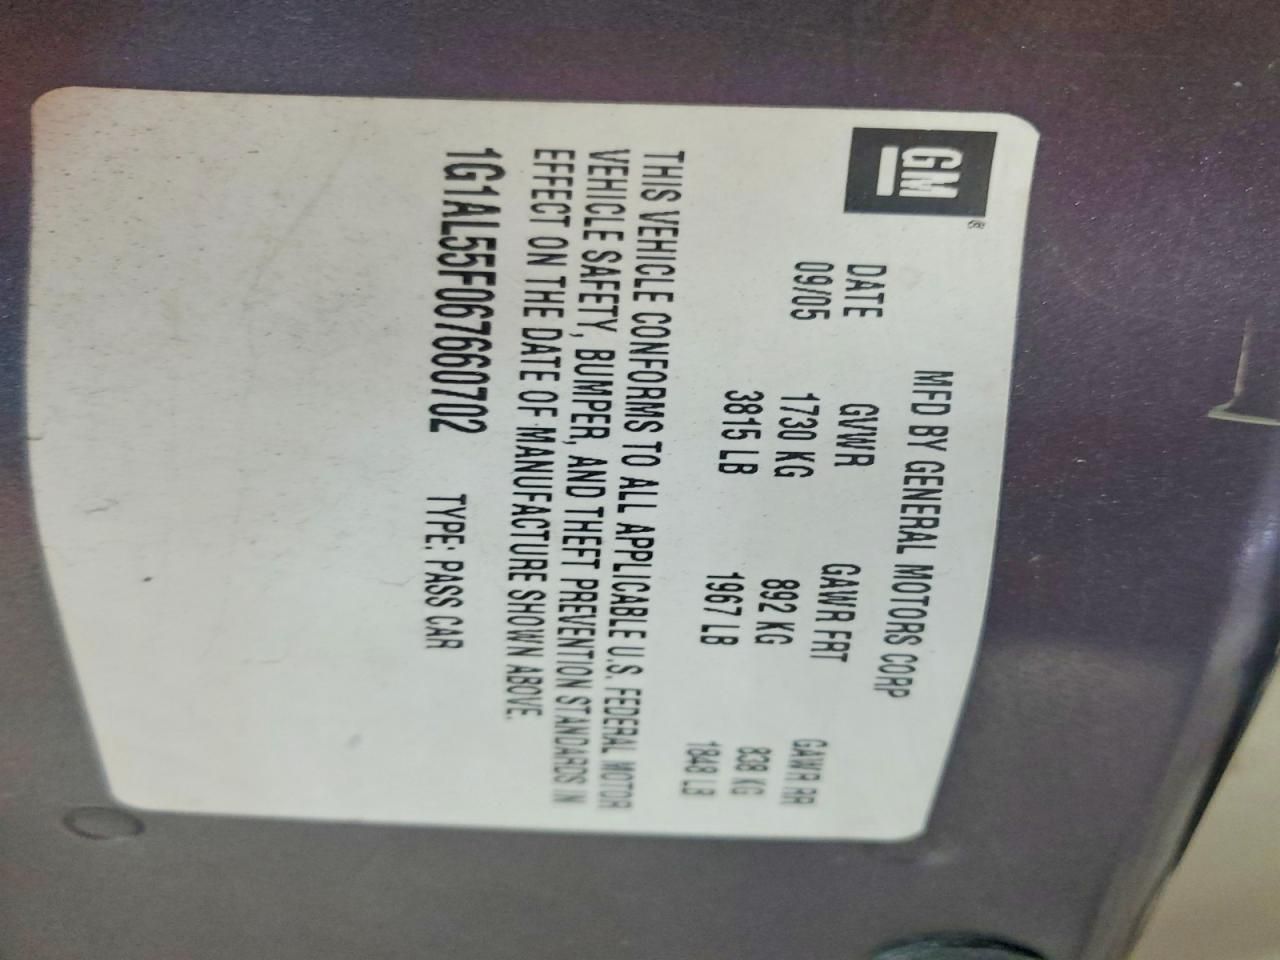 GM ®
MFD BY GENERAL MOTORS CORP
DATE GVWR GAWR FRT GAWR RR
09/05 1730 KG 892 KG 838 KG
3815 LB 1967 LB 1848 LB
THIS VEHICLE CONFORMS TO ALL APPLICABLE U.S. FEDERAL MOTOR
VEHICLE SAFETY, BUMPER, AND THEFT PREVENTION STANDARDS IN
EFFECT ON THE DATE OF MANUFACTURE SHOWN ABOVE.
1G1AL55F067660702 TYPE: PASS CAR